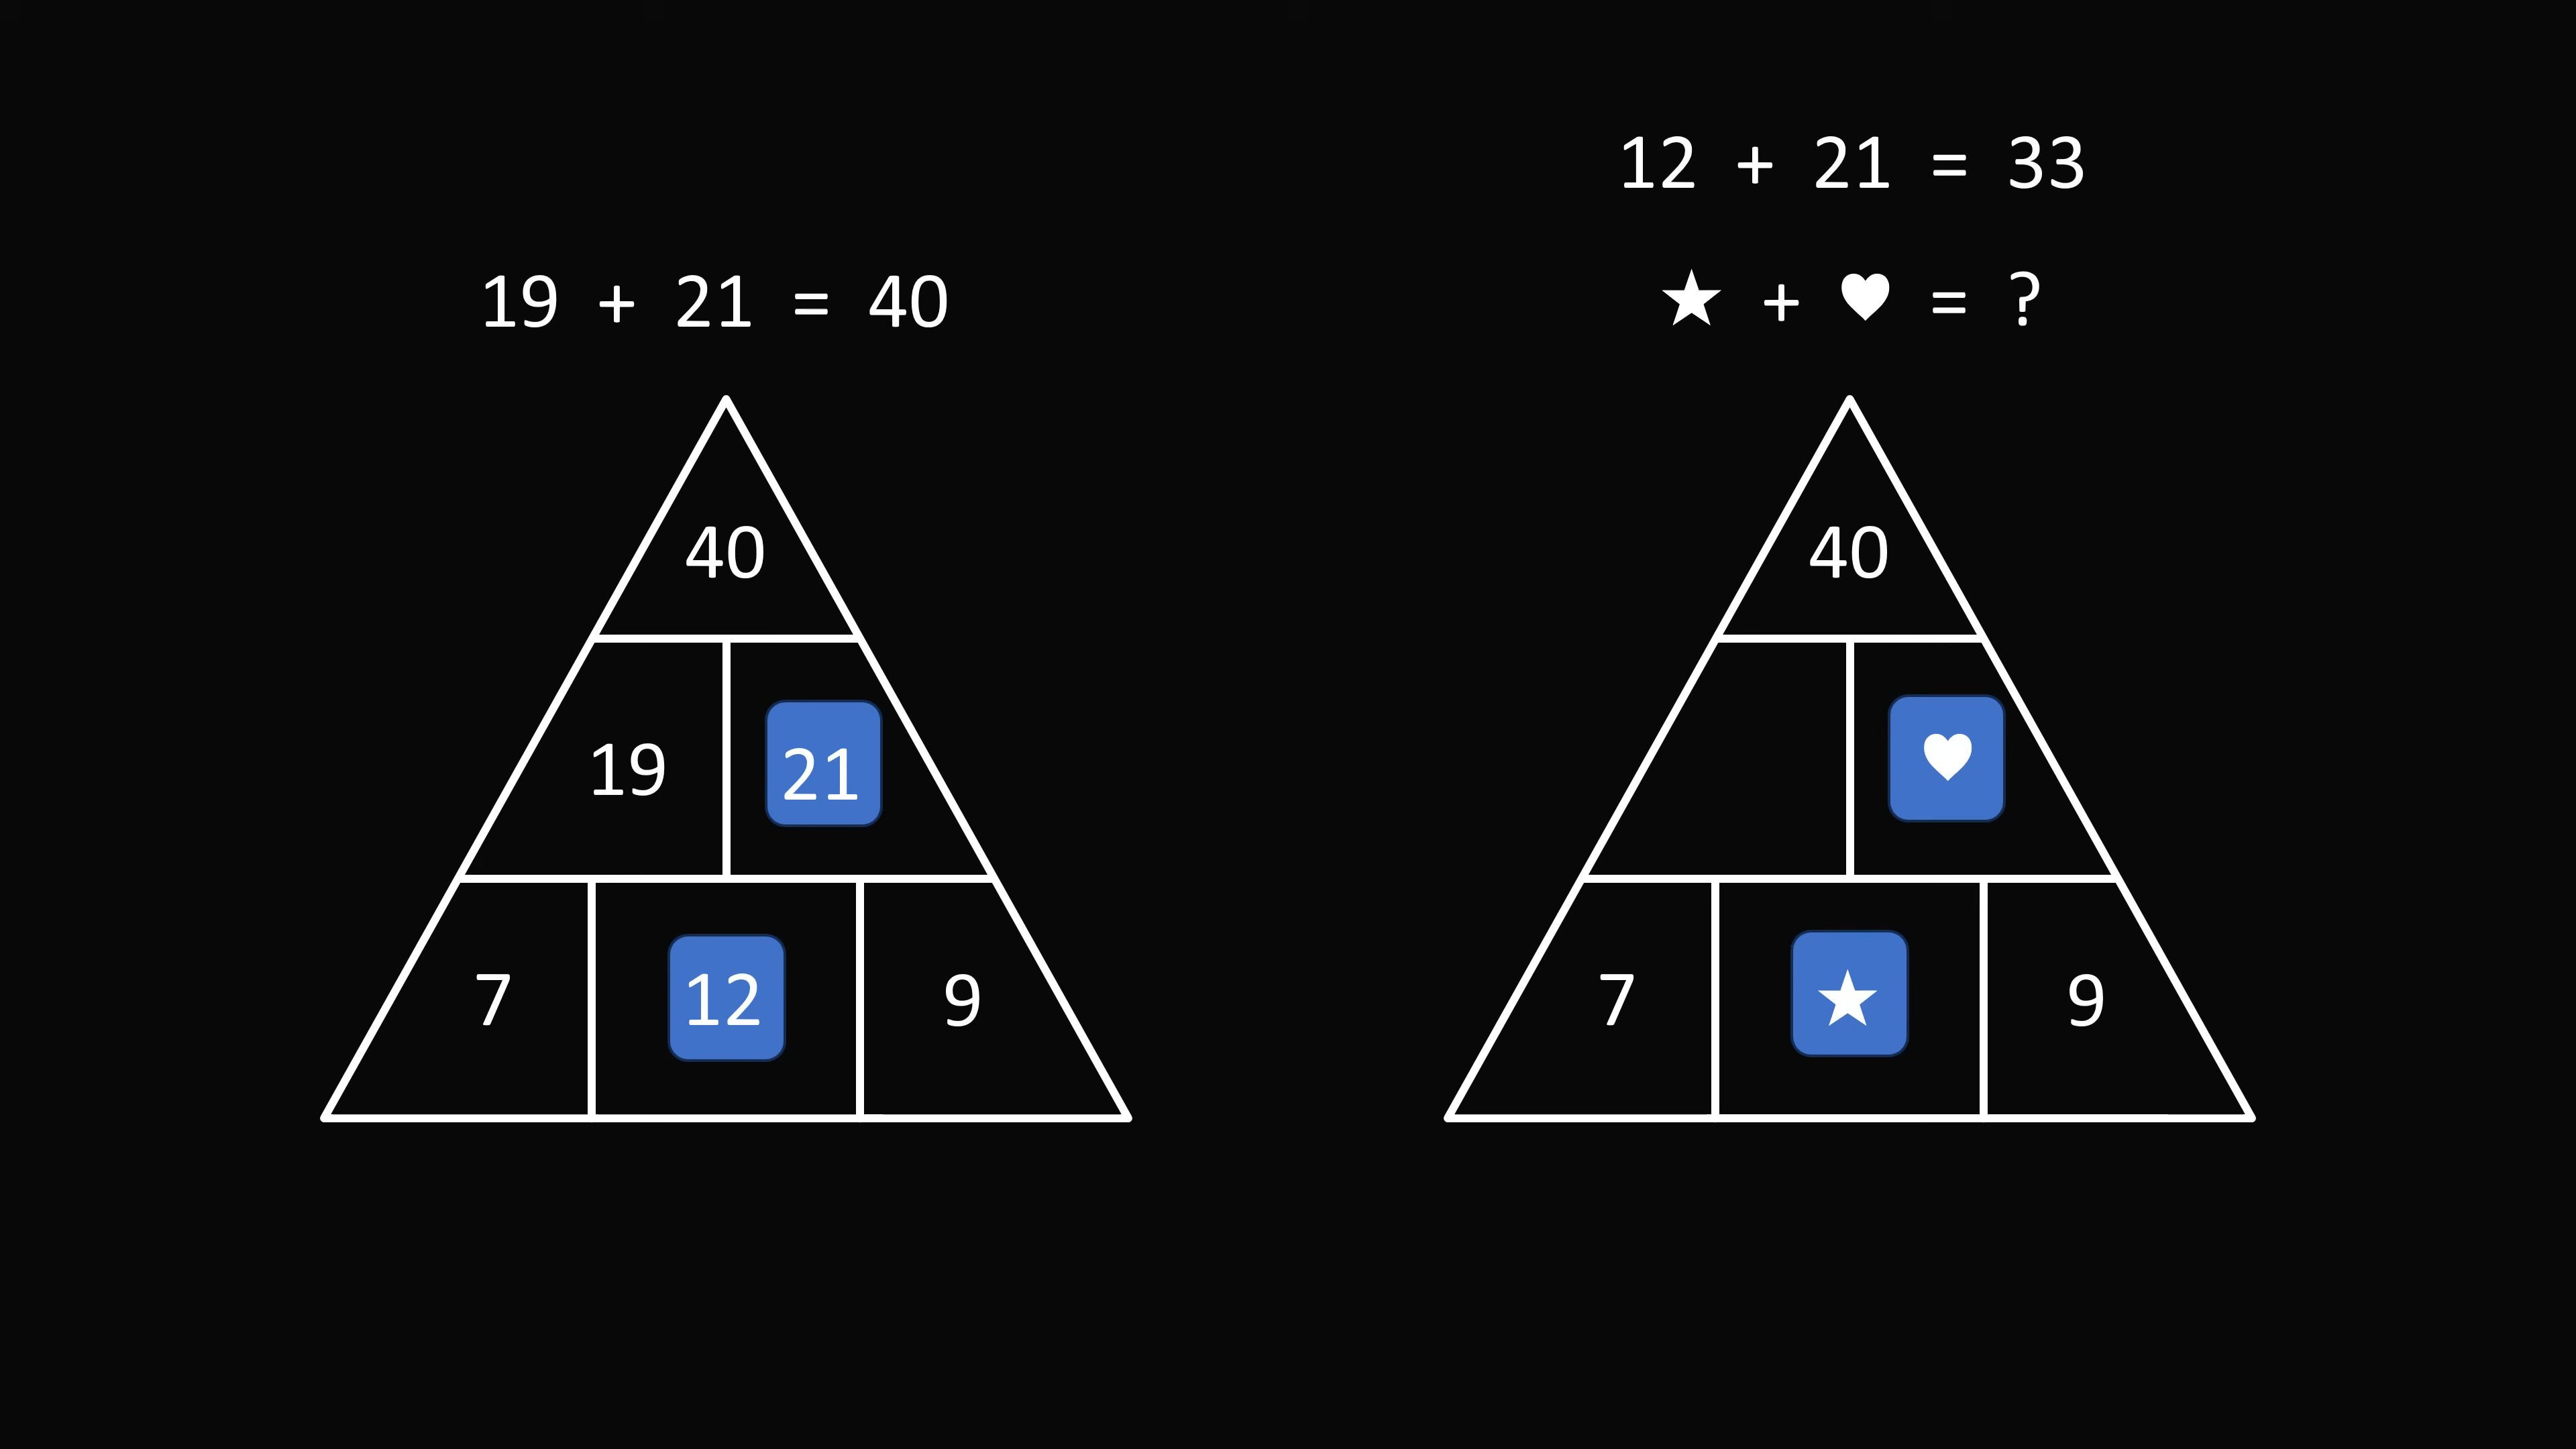 12 + 21 = 33
19 + 21 = 40
★ + ♥ = ?
40
40
19 21
♥
7 12 9
7 ★ 9